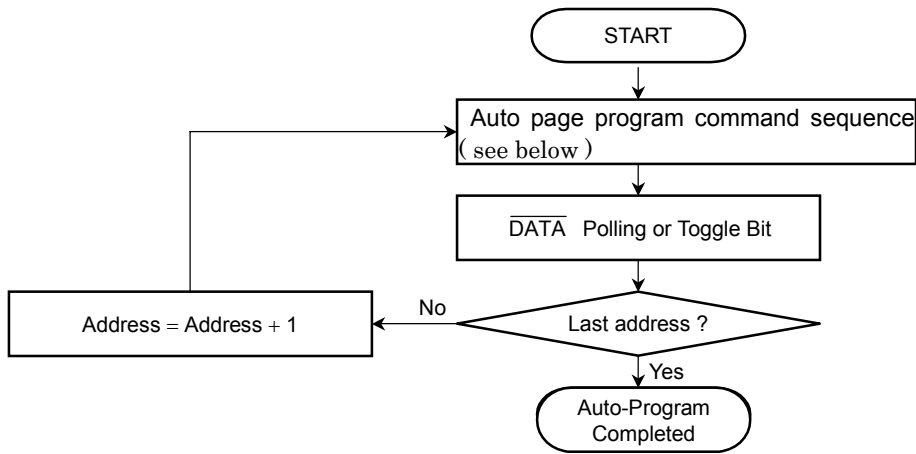 START
Auto page program command sequence
( see below )
D̅A̅T̅A̅ Polling or Toggle Bit
Last address ?
No
Address = Address + 1
Yes
Auto-Program
Completed